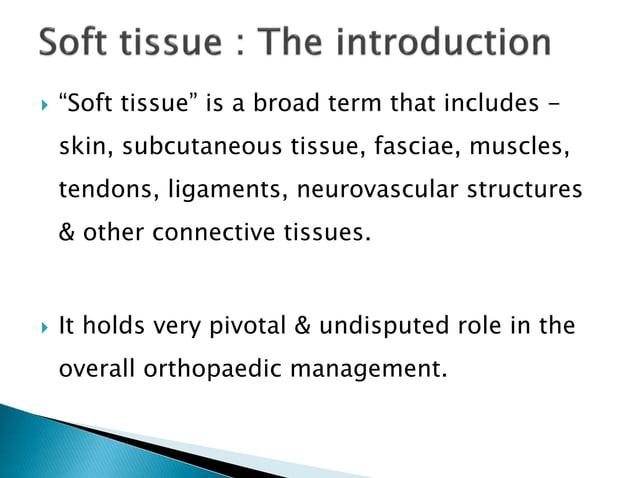 Soft tissue : The introduction
“Soft tissue” is a broad term that includes –
skin, subcutaneous tissue, fasciae, muscles,
tendons, ligaments, neurovascular structures
& other connective tissues.
It holds very pivotal & undisputed role in the
overall orthopaedic management.